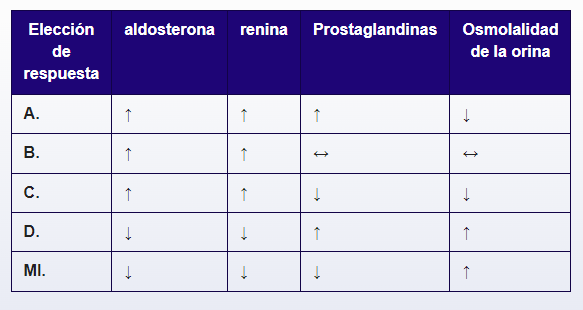 Elección de respuesta aldosterona renina Prostaglandinas Osmolalidad de la orina
A. ↑ ↑ ↑ ↓
B. ↑ ↑ ↔ ↔
C. ↑ ↑ ↓ ↓
D. ↓ ↓ ↑ ↑
MI. ↓ ↓ ↓ ↑